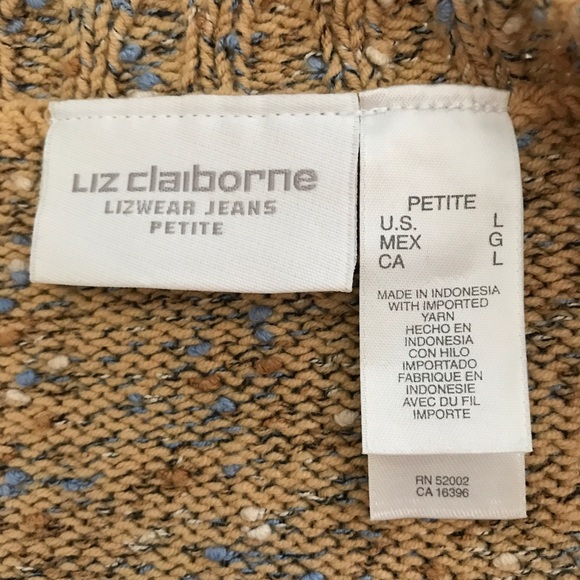 Liz claiborne
LIZWEAR JEANS
PETITE
PETITE
U.S. L
MEX G
CA L
MADE IN INDONESIA
WITH IMPORTED
YARN
HECHO EN
INDONESIA
CON HILO
IMPORTADO
FABRIQUE EN
INDONESIE
AVEC DU FIL
IMPORTE
RN 52002
CA 16396